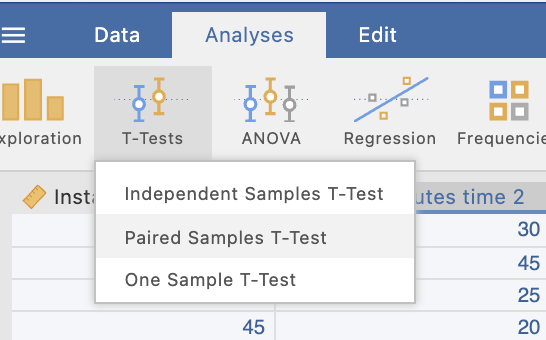 Data Analyses Edit
xploration T-Tests ANOVA Regression Frequencie
Independent Samples T-Test
Paired Samples T-Test
One Sample T-Test
Insta
utes time 2
30
45
25
45 20